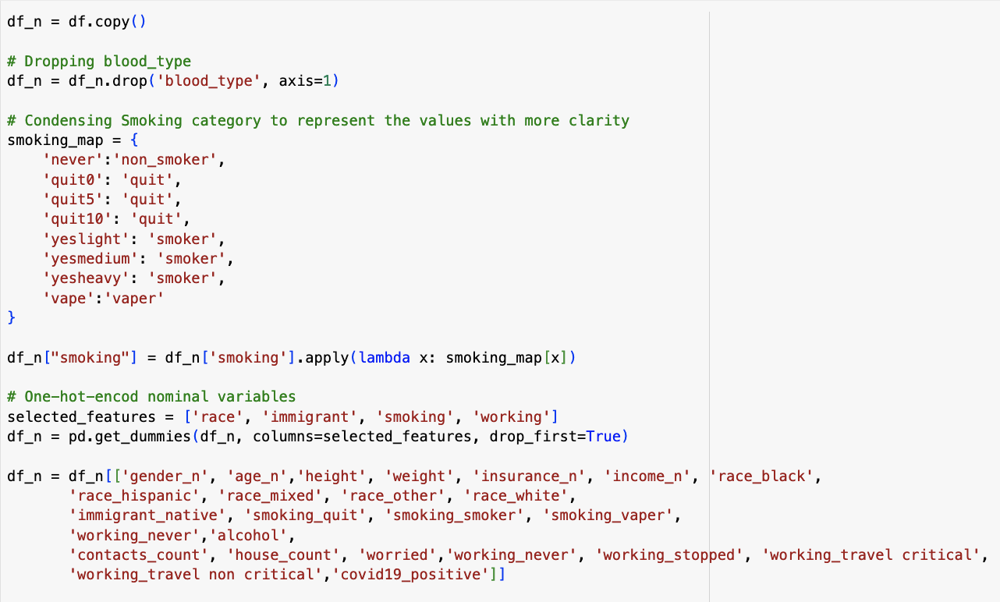 df_n = df.copy()
# Dropping blood_type
df_n = df_n.drop('blood_type', axis=1)
# Condensing Smoking category to represent the values with more clarity
smoking_map = {
'never':'non_smoker',
'quit0': 'quit',
'quit5': 'quit',
'quit10': 'quit',
'yeslight': 'smoker',
'yesmedium': 'smoker',
'yesheavy': 'smoker',
'vape':'vaper'
}
df_n["smoking"] = df_n['smoking'].apply(lambda x: smoking_map[x])
# One-hot-encod nominal variables
selected_features = ['race', 'immigrant', 'smoking', 'working']
df_n = pd.get_dummies(df_n, columns=selected_features, drop_first=True)
df_n = df_n[['gender_n', 'age_n','height', 'weight', 'insurance_n', 'income_n', 'race_black',
'race_hispanic', 'race_mixed', 'race_other', 'race_white',
'immigrant_native', 'smoking_quit', 'smoking_smoker', 'smoking_vaper',
'working_never','alcohol',
'contacts_count', 'house_count', 'worried','working_never', 'working_stopped', 'working_travel critical',
'working_travel non critical','covid19_positive']]